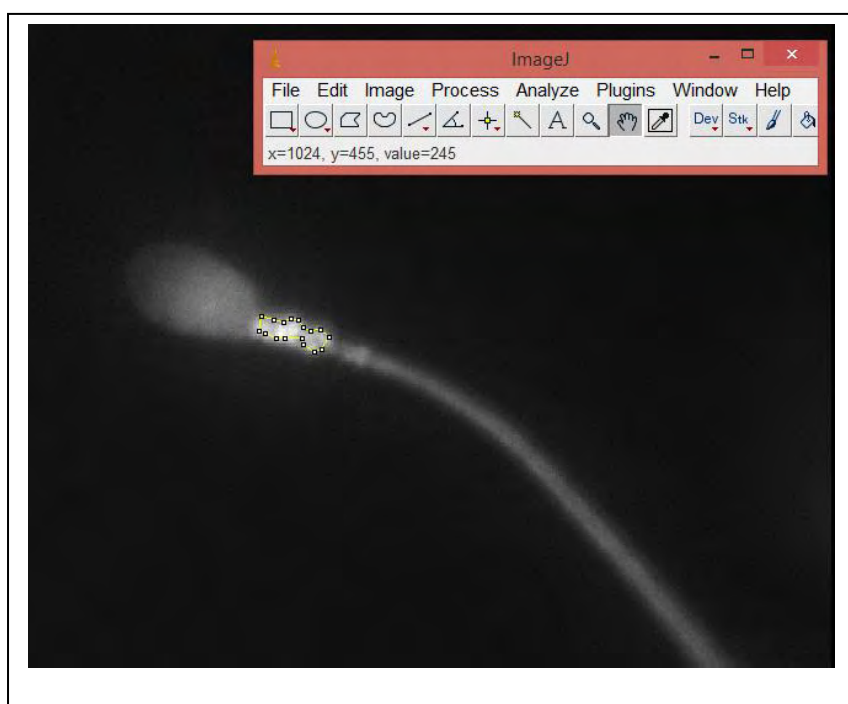 ImageJ
File Edit Image Process Analyze Plugins Window Help
A Dev Stk
x=1024, y=455, value=245